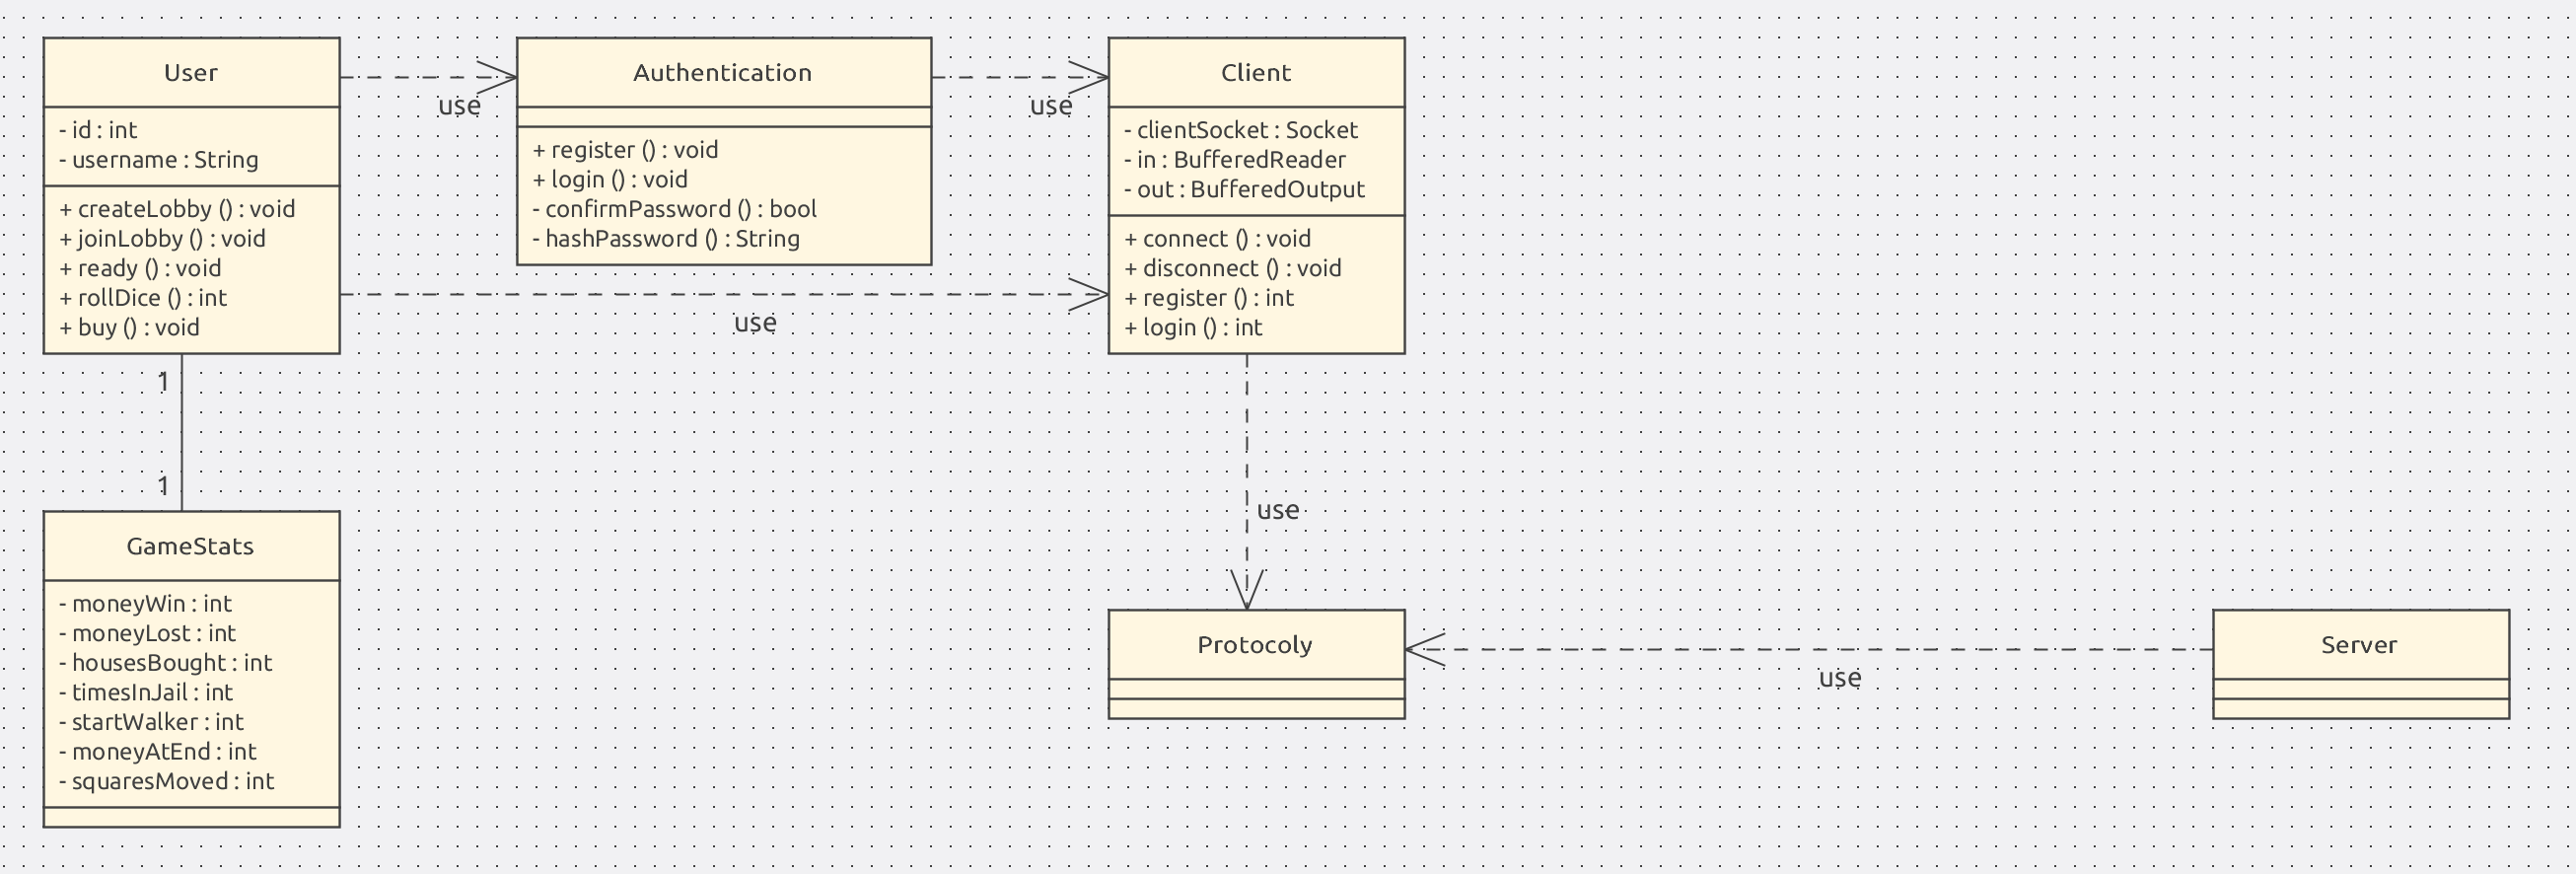 User
- id : int
- username : String
+ createLobby () : void
+ joinLobby () : void
+ ready () : void
+ rollDice () : int
+ buy () : void
use
Authentication
+ register () : void
+ login () : void
- confirmPassword () : bool
- hashPassword () : String
use
Client
- clientSocket : Socket
- in : BufferedReader
- out : BufferedOutput
+ connect () : void
+ disconnect () : void
+ register () : int
+ login () : int
use
1
1
GameStats
- moneyWin : int
- moneyLost : int
- housesBought : int
- timesInJail : int
- startWalker : int
- moneyAtEnd : int
- squaresMoved : int
use
Protocoly
use
Server